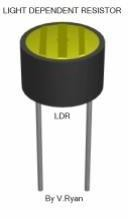 LIGHT DEPENDENT RESISTOR
LDR
By V.Ryan